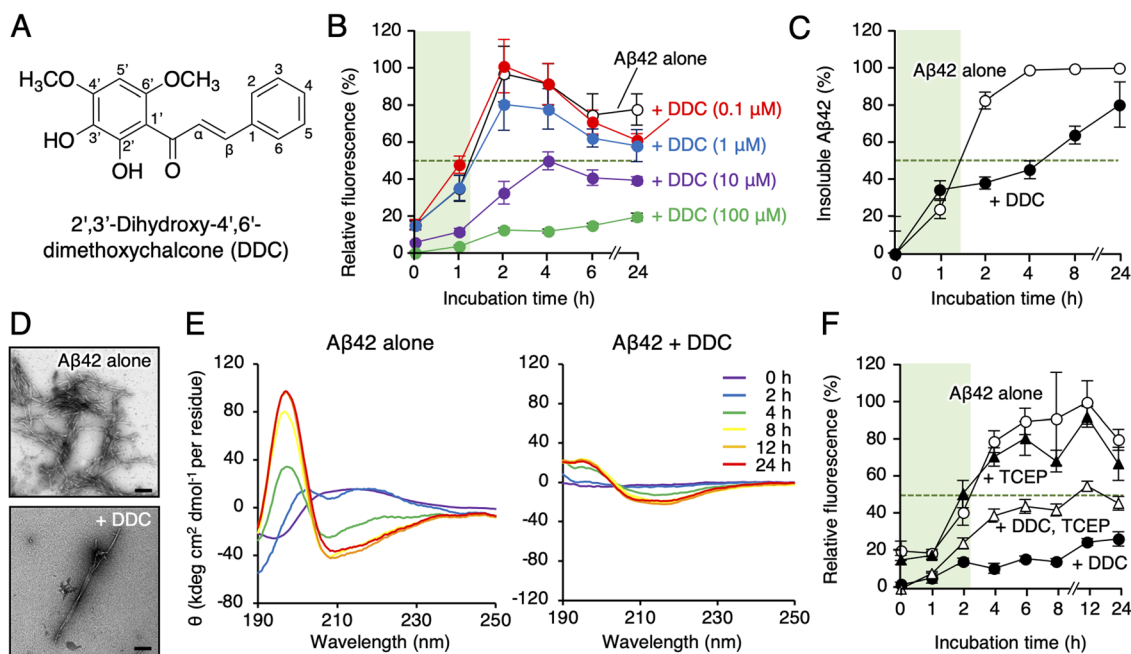 A
H₃CO
4'
5'
6'
OCH₃
2
3
4
3'
1'
5
HO
2'
α
1
6
OH
O
β
2',3'-Dihydroxy-4',6'-
dimethoxychalcone (DDC)
B
Relative fluorescence (%)
120
100
80
60
40
20
0
Aβ42 alone
+ DDC (0.1 μM)
+ DDC (1 μM)
+ DDC (10 μM)
+ DDC (100 μM)
0 1 2 4 6 24
Incubation time (h)
C
Insoluble Aβ42 (%)
120
100
80
60
40
20
0
Aβ42 alone
+ DDC
0 1 2 4 8 24
Incubation time (h)
D
Aβ42 alone
+ DDC
E
Aβ42 alone
θ (kdeg cm² dmol⁻¹ per residue)
120
80
40
0
-40
-80
190 210 230 250
Wavelength (nm)
Aβ42 + DDC
120
80
40
0
-40
-80
-120
0 h
2 h
4 h
8 h
12 h
24 h
190 210 230 250
Wavelength (nm)
F
Relative fluorescence (%)
120
100
80
60
40
20
0
Aβ42 alone
+ TCEP
+ DDC, TCEP
+ DDC
0 1 2 4 6 8 12 24
Incubation time (h)